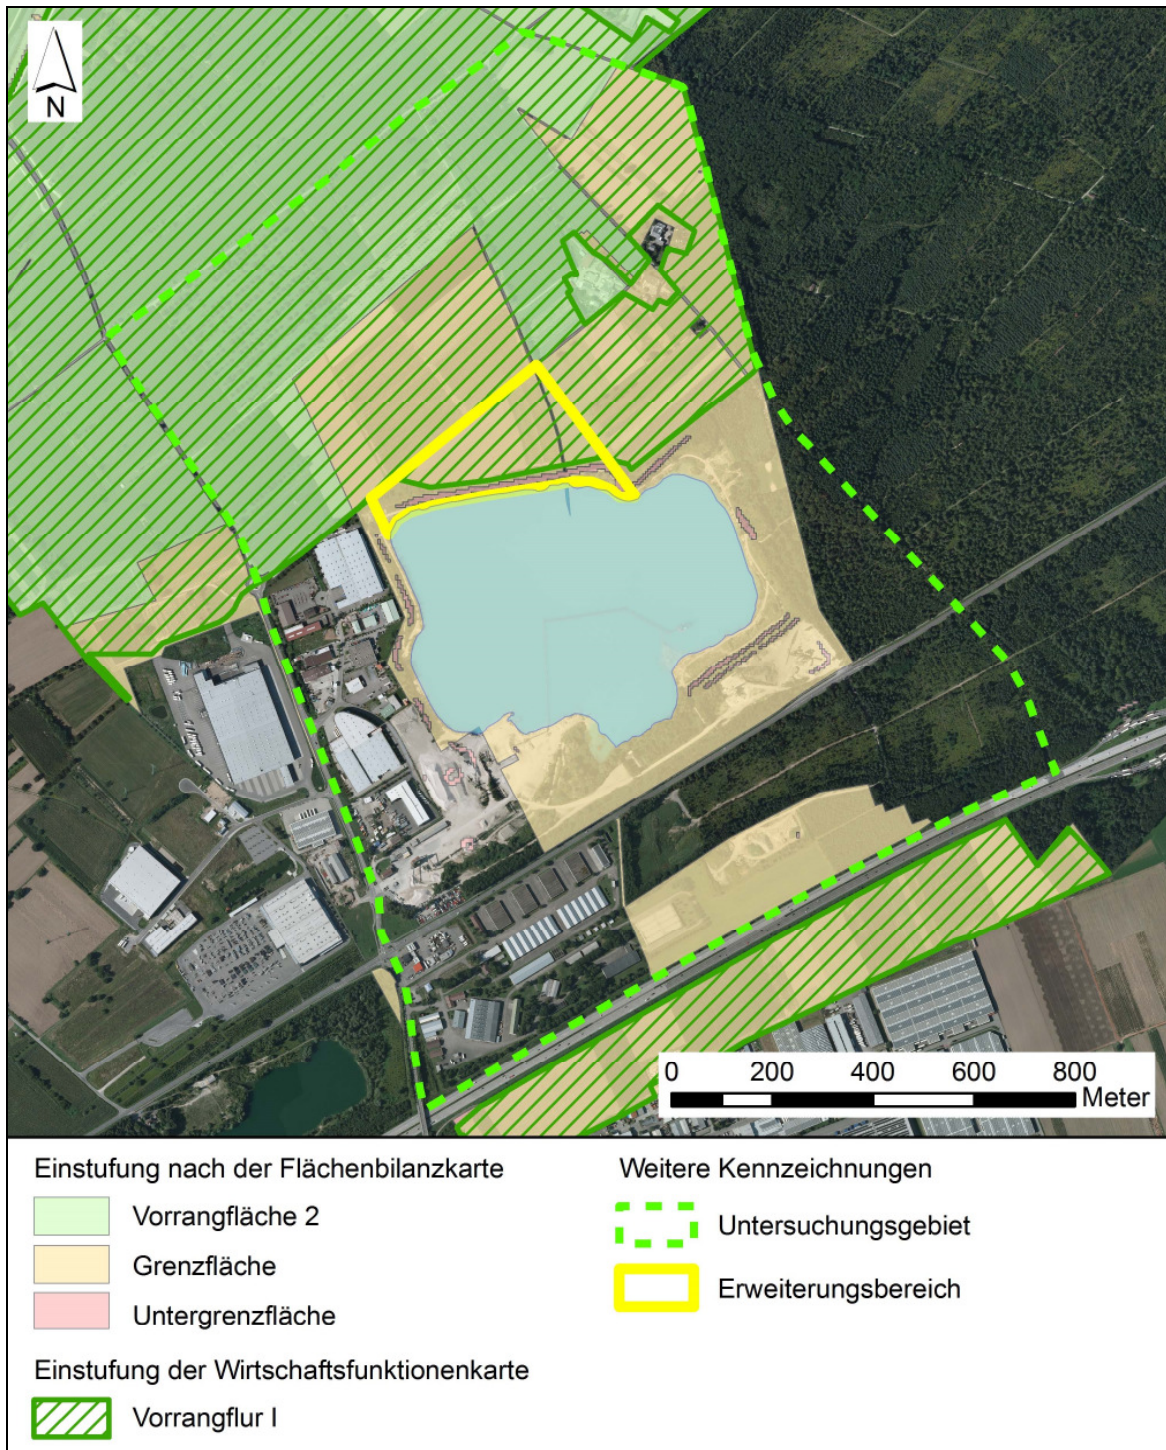 N
0 200 400 600 800
Meter
Einstufung nach der Flächenbilanzkarte
Vorrangfläche 2
Grenzfläche
Untergrenzfläche
Einstufung der Wirtschaftsfunktionenkarte
Vorrangflur I
Weitere Kennzeichnungen
Untersuchungsgebiet
Erweiterungsbereich